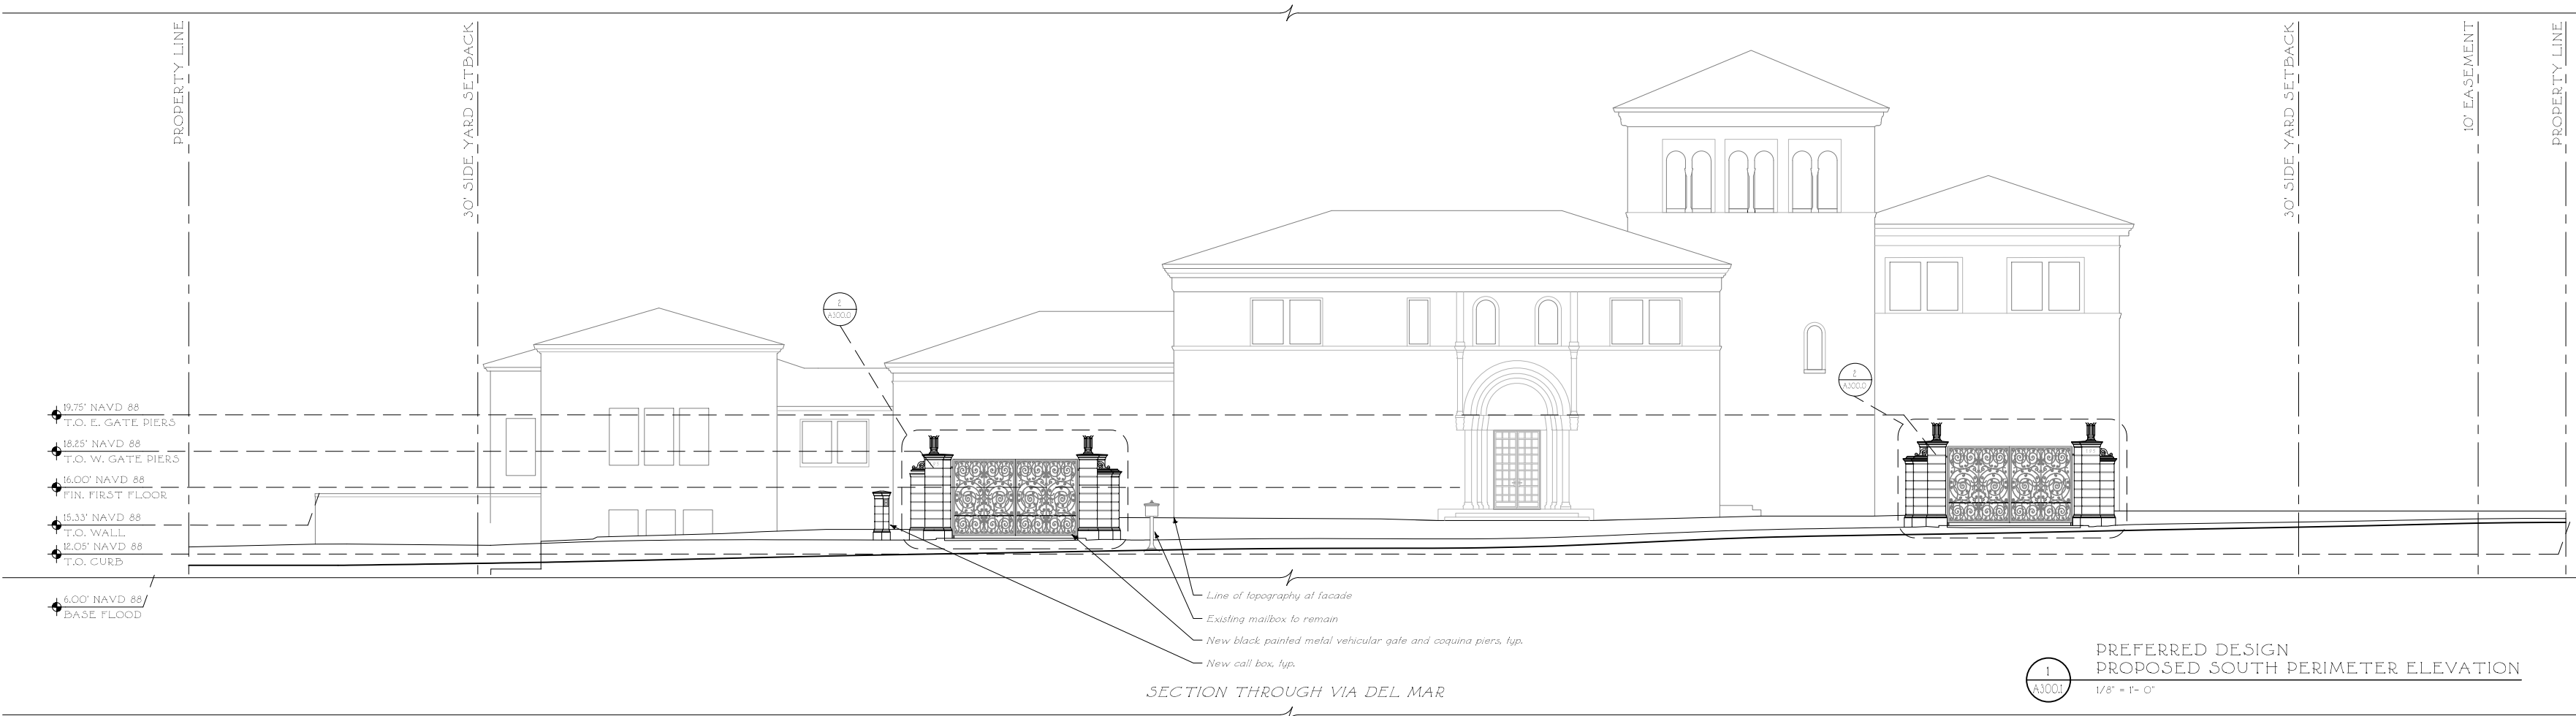 PROPERTY LINE
30' SIDE YARD SETBACK
30' SIDE YARD SETBACK
10' EASEMENT
PROPERTY LINE
2
A300.0
2
A300.0
19.75' NAVD 88
T.O. E. GATE PIERS
18.25' NAVD 88
T.O. W. GATE PIERS
16.00' NAVD 88
FIN. FIRST FLOOR
15.33' NAVD 88
T.O. WALL
12.05' NAVD 88
T.O. CURB
6.00' NAVD 88
BASE FLOOD
Line of topography at facade
Existing mailbox to remain
New black painted metal vehicular gate and coquina piers, typ.
New call box, typ.
SECTION THROUGH VIA DEL MAR
1
A300.1
PREFERRED DESIGN
PROPOSED SOUTH PERIMETER ELEVATION
1/8" = 1'- 0"